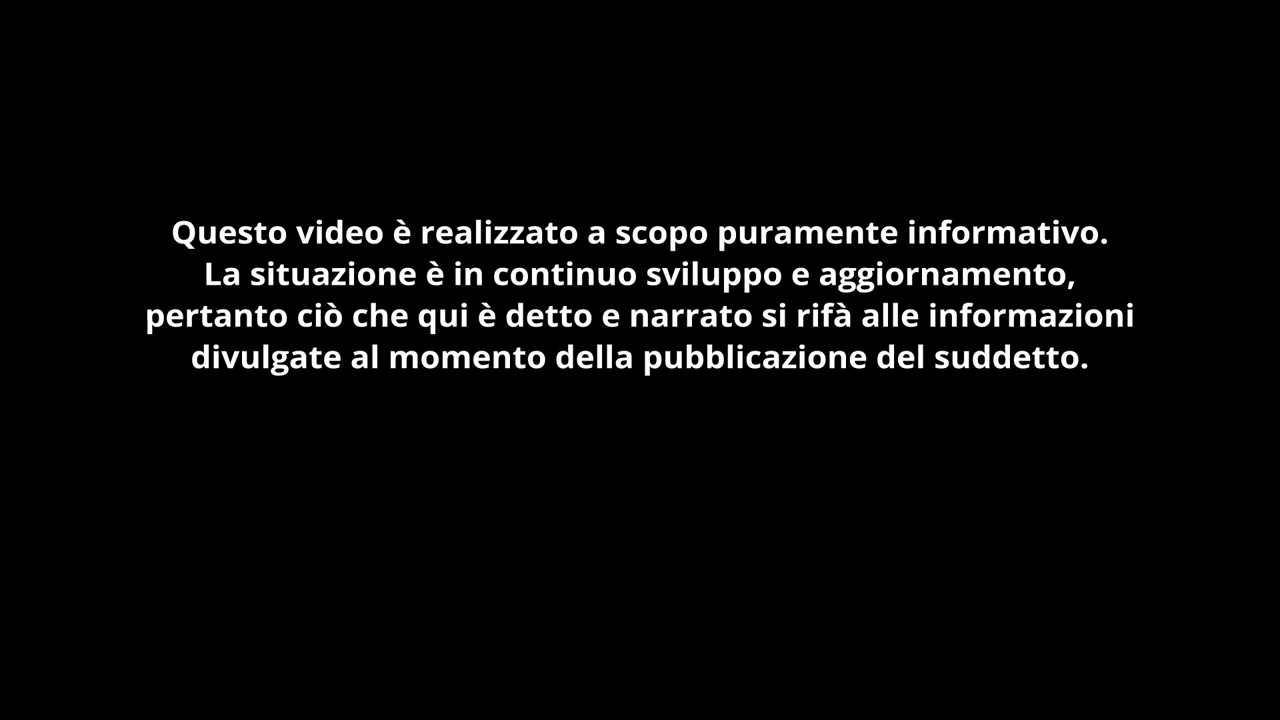 Questo video è realizzato a scopo puramente informativo.
La situazione è in continuo sviluppo e aggiornamento,
pertanto ciò che qui è detto e narrato si rifà alle informazioni
divulgate al momento della pubblicazione del suddetto.